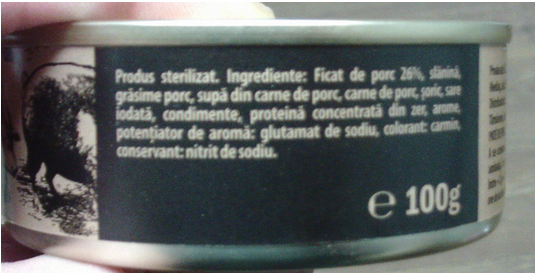 Produs sterilizat. Ingrediente: Ficat de porc 26%, slănină,
grăsime porc, supă din carne de porc, carne de porc, șoric, sare
iodată, condimente, proteină concentrată din zer, arome,
potențiator de aromă: glutamat de sodiu, colorant: carmin,
conservant: nitrit de sodiu.
e 100g